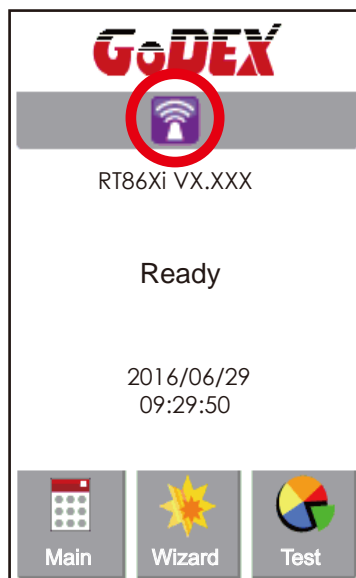 GoDEX
RT86Xi VX.XXX
Ready
2016/06/29
09:29:50
Main
Wizard
Test